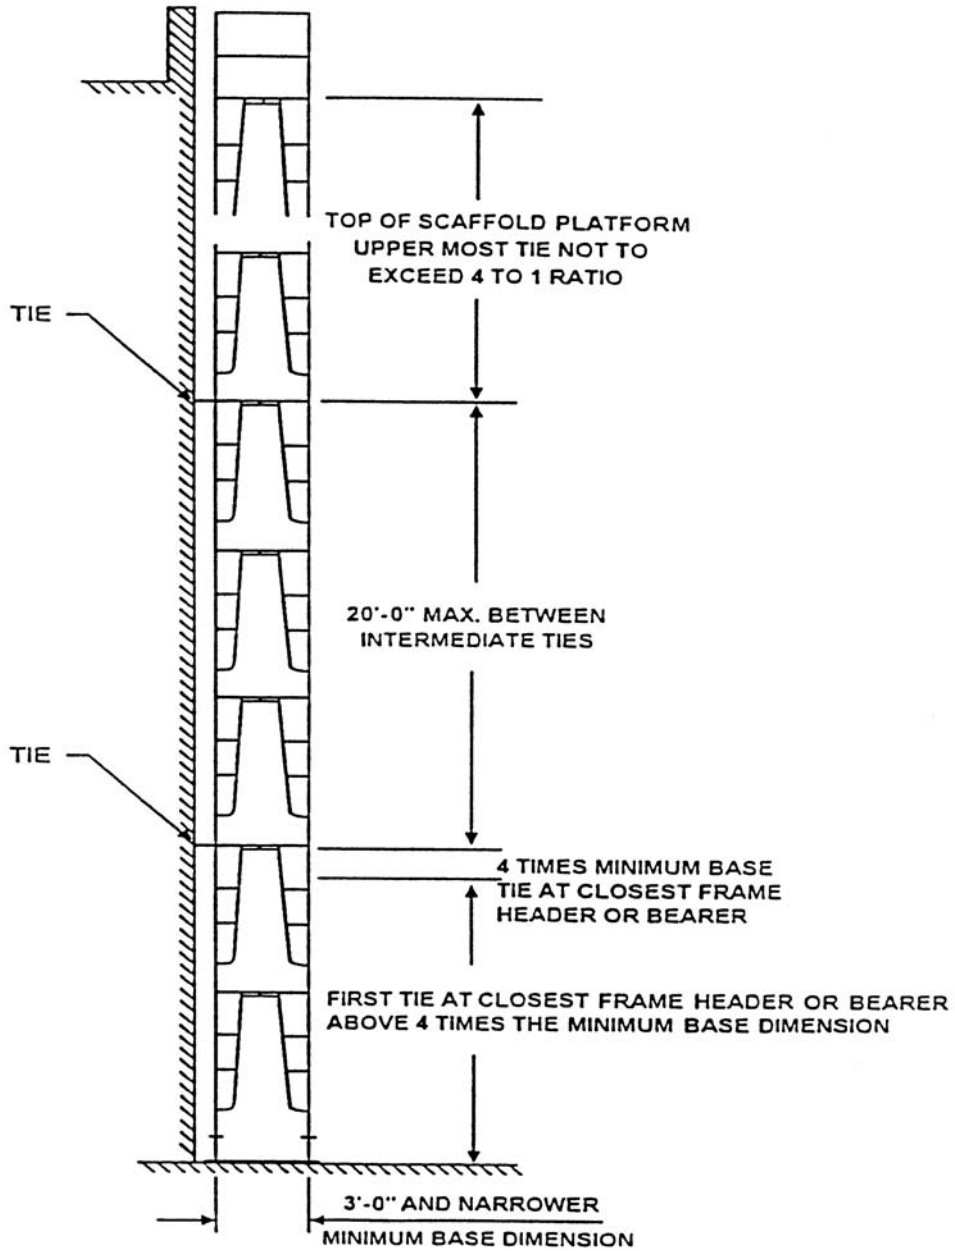 TOP OF SCAFFOLD PLATFORM
UPPER MOST TIE NOT TO
EXCEED 4 TO 1 RATIO
TIE
20'-0" MAX. BETWEEN
INTERMEDIATE TIES
TIE
4 TIMES MINIMUM BASE
TIE AT CLOSEST FRAME
HEADER OR BEARER
FIRST TIE AT CLOSEST FRAME HEADER OR BEARER
ABOVE 4 TIMES THE MINIMUM BASE DIMENSION
3'-0" AND NARROWER
MINIMUM BASE DIMENSION